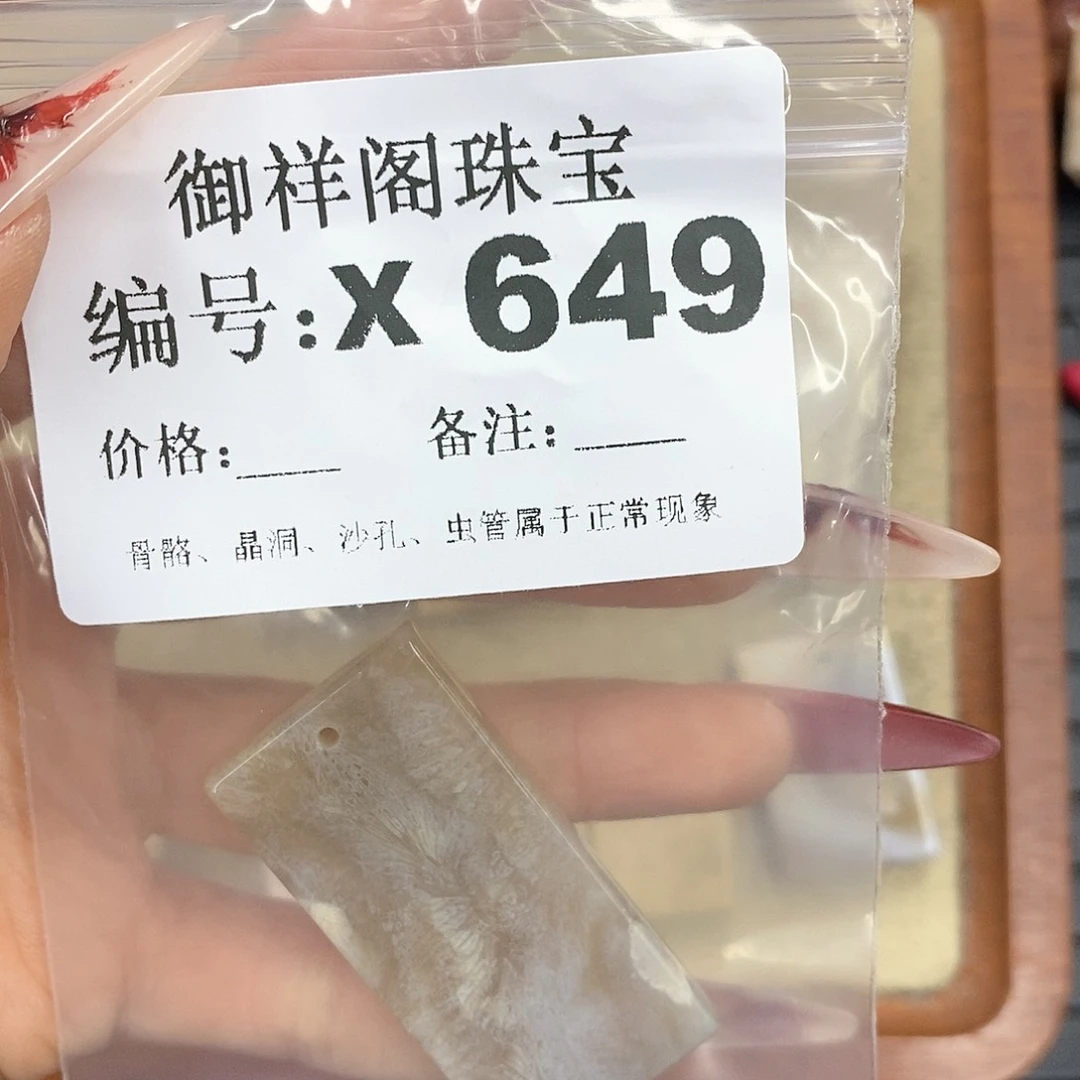 御祥阁珠宝
编号:X 649
价格:____ 备注:____
骨骼、晶洞、沙孔、虫管属于正常现象